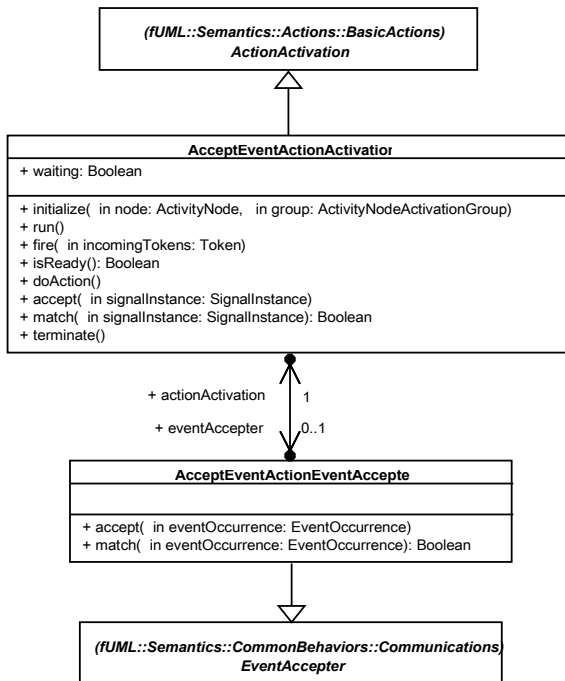 (fUML::Semantics::Actions::BasicActions)
ActionActivation
AcceptEventActionActivation
+ waiting: Boolean
+ initialize( in node: ActivityNode, in group: ActivityNodeActivationGroup)
+ run()
+ fire( in incomingTokens: Token)
+ isReady(): Boolean
+ doAction()
+ accept( in signalInstance: SignalInstance)
+ match( in signalInstance: SignalInstance): Boolean
+ terminate()
+ actionActivation 1
+ eventAccepter 0..1
AcceptEventActionEventAccepte
+ accept( in eventOccurrence: EventOccurrence)
+ match( in eventOccurrence: EventOccurrence): Boolean
(fUML::Semantics::CommonBehaviors::Communications)
EventAccepter